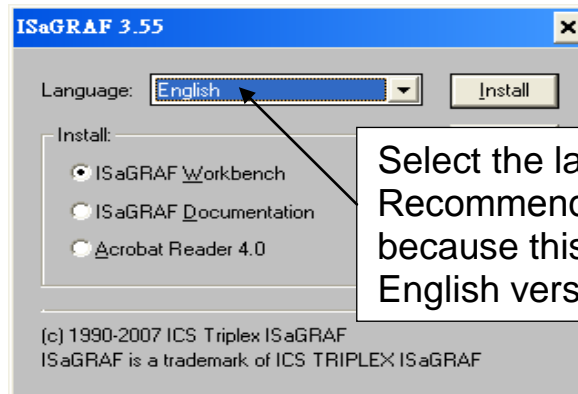 ISaGRAF 3.55
Language: English Install
Install:
ISaGRAF Workbench
ISaGRAF Documentation
Acrobat Reader 4.0
Select the
Recommend
because this
English
(c) 1990-2007 ICS Triplex ISaGRAF
ISaGRAF is a trademark of ICS TRIPLEX ISaGRAF